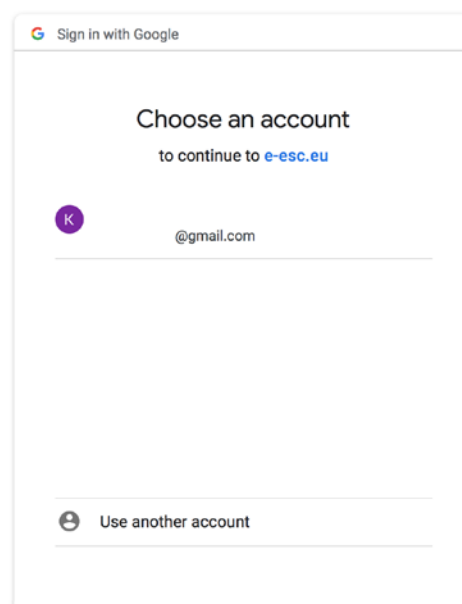 Sign in with Google
Choose an account
to continue to e-esc.eu
K
@gmail.com
Use another account